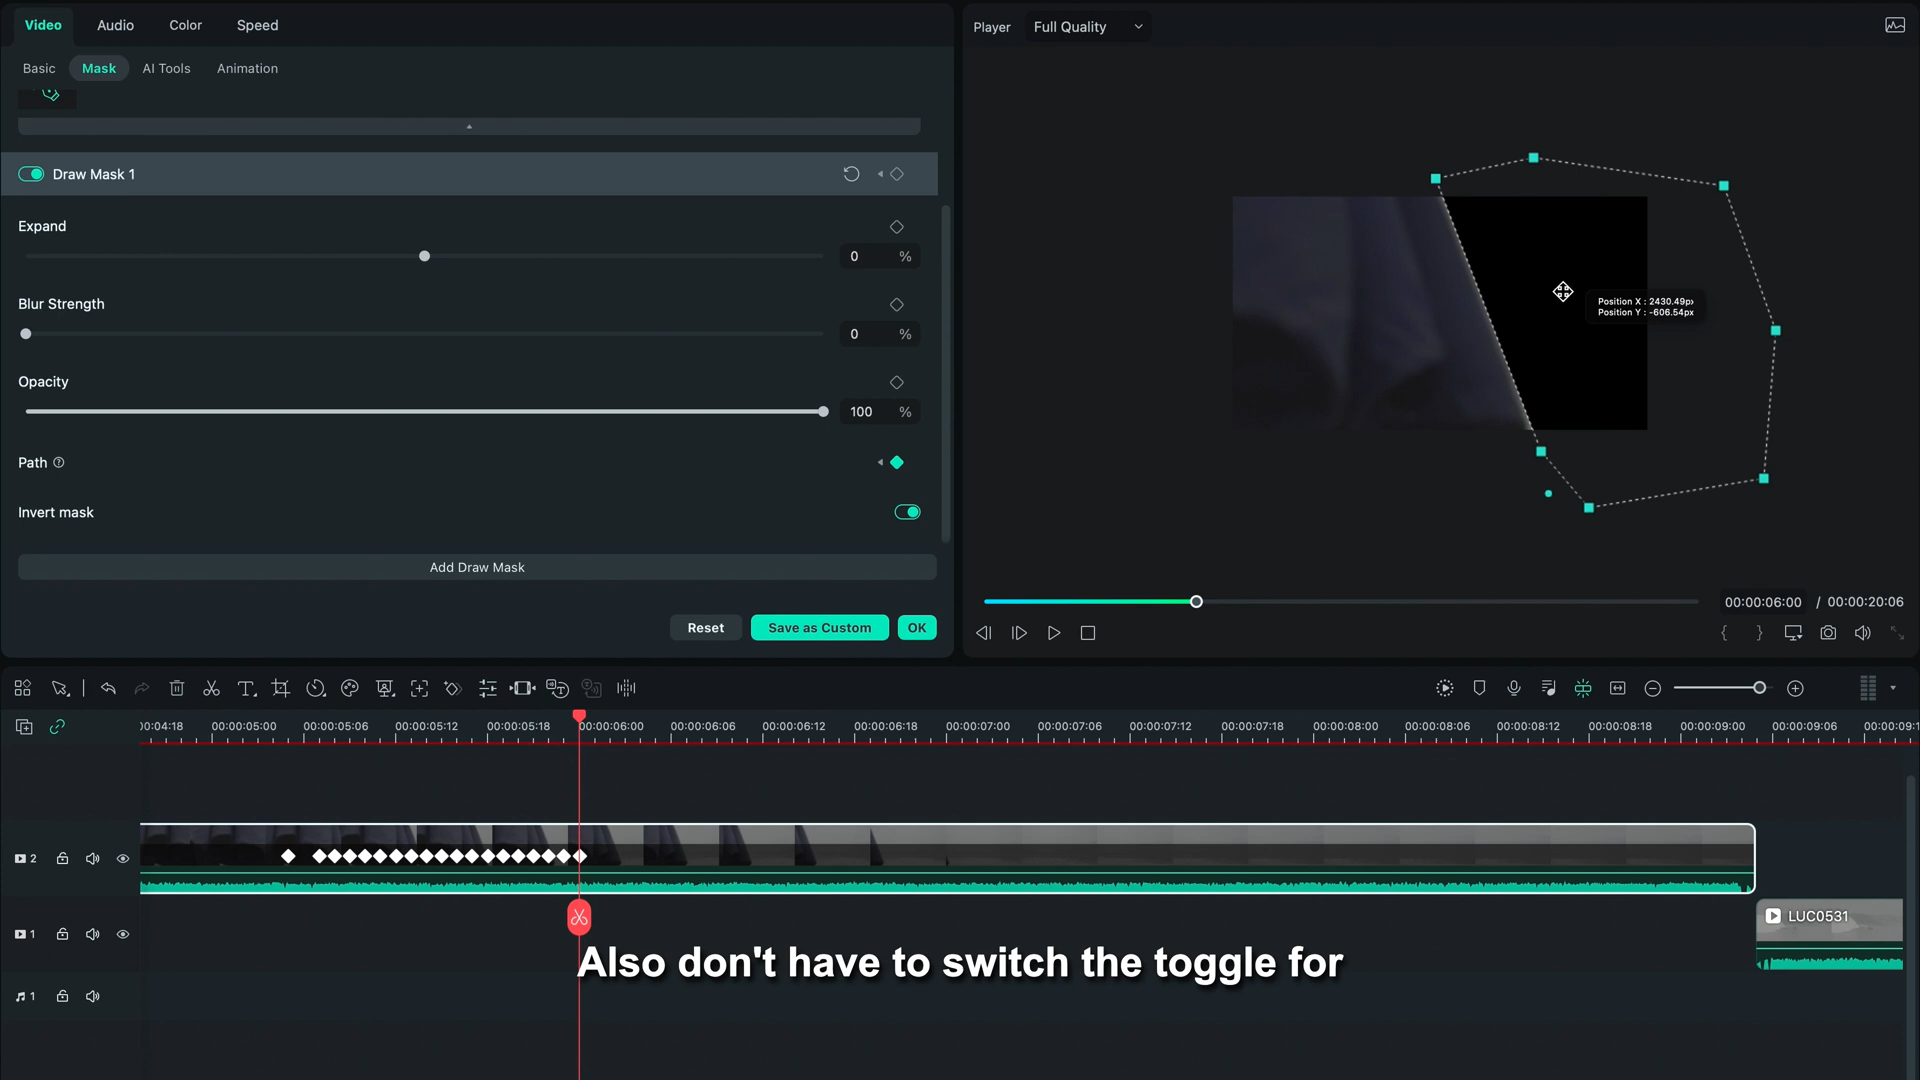 Video Audio Color Speed
Player Full Quality
Basic Mask AI Tools Animation
Draw Mask 1
Expand
0 %
Blur Strength
0 %
Opacity
100 %
Path
Invert mask
Add Draw Mask
Reset Save as Custom OK
Position X : 2430.49px
Position Y : -606.54px
00:00:06:00 / 00:00:20:06
00:04:18 00:00:05:00 00:00:05:06 00:00:05:12 00:00:05:18 00:00:06:00 00:00:06:06 00:00:06:12 00:00:06:18 00:00:07:00 00:00:07:06 00:00:07:12 00:00:07:18 00:00:08:00 00:00:08:06 00:00:08:12 00:00:08:18 00:00:09:00 00:00:09:06 00:00:09:1
2
1
LUC0531
Also don't have to switch the toggle for
1